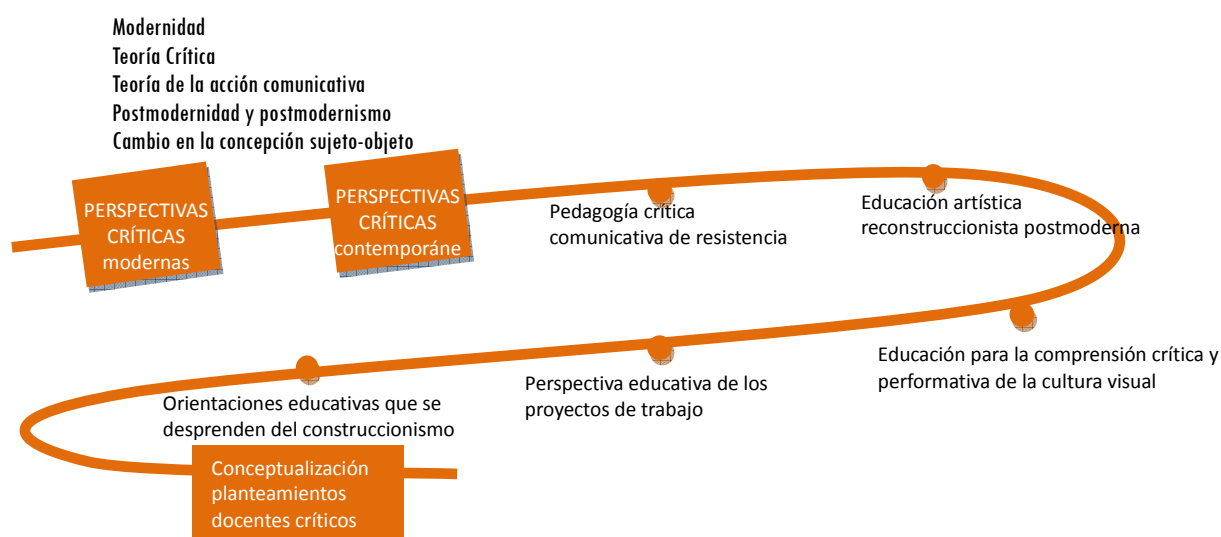 Modernidad
Teoría Crítica
Teoría de la acción comunicativa
Postmodernidad y postmodernismo
Cambio en la concepción sujeto-objeto
PERSPECTIVAS
CRÍTICAS
modernas
PERSPECTIVAS
CRÍTICAS
contemporáne
Pedagogía crítica
comunicativa de resistencia
Educación artística
reconstruccionista postmoderna
Educación para la comprensión crítica y
performativa de la cultura visual
Perspectiva educativa de los
proyectos de trabajo
Orientaciones educativas que se
desprenden del construccionismo
Conceptualización
planteamientos
docentes críticos